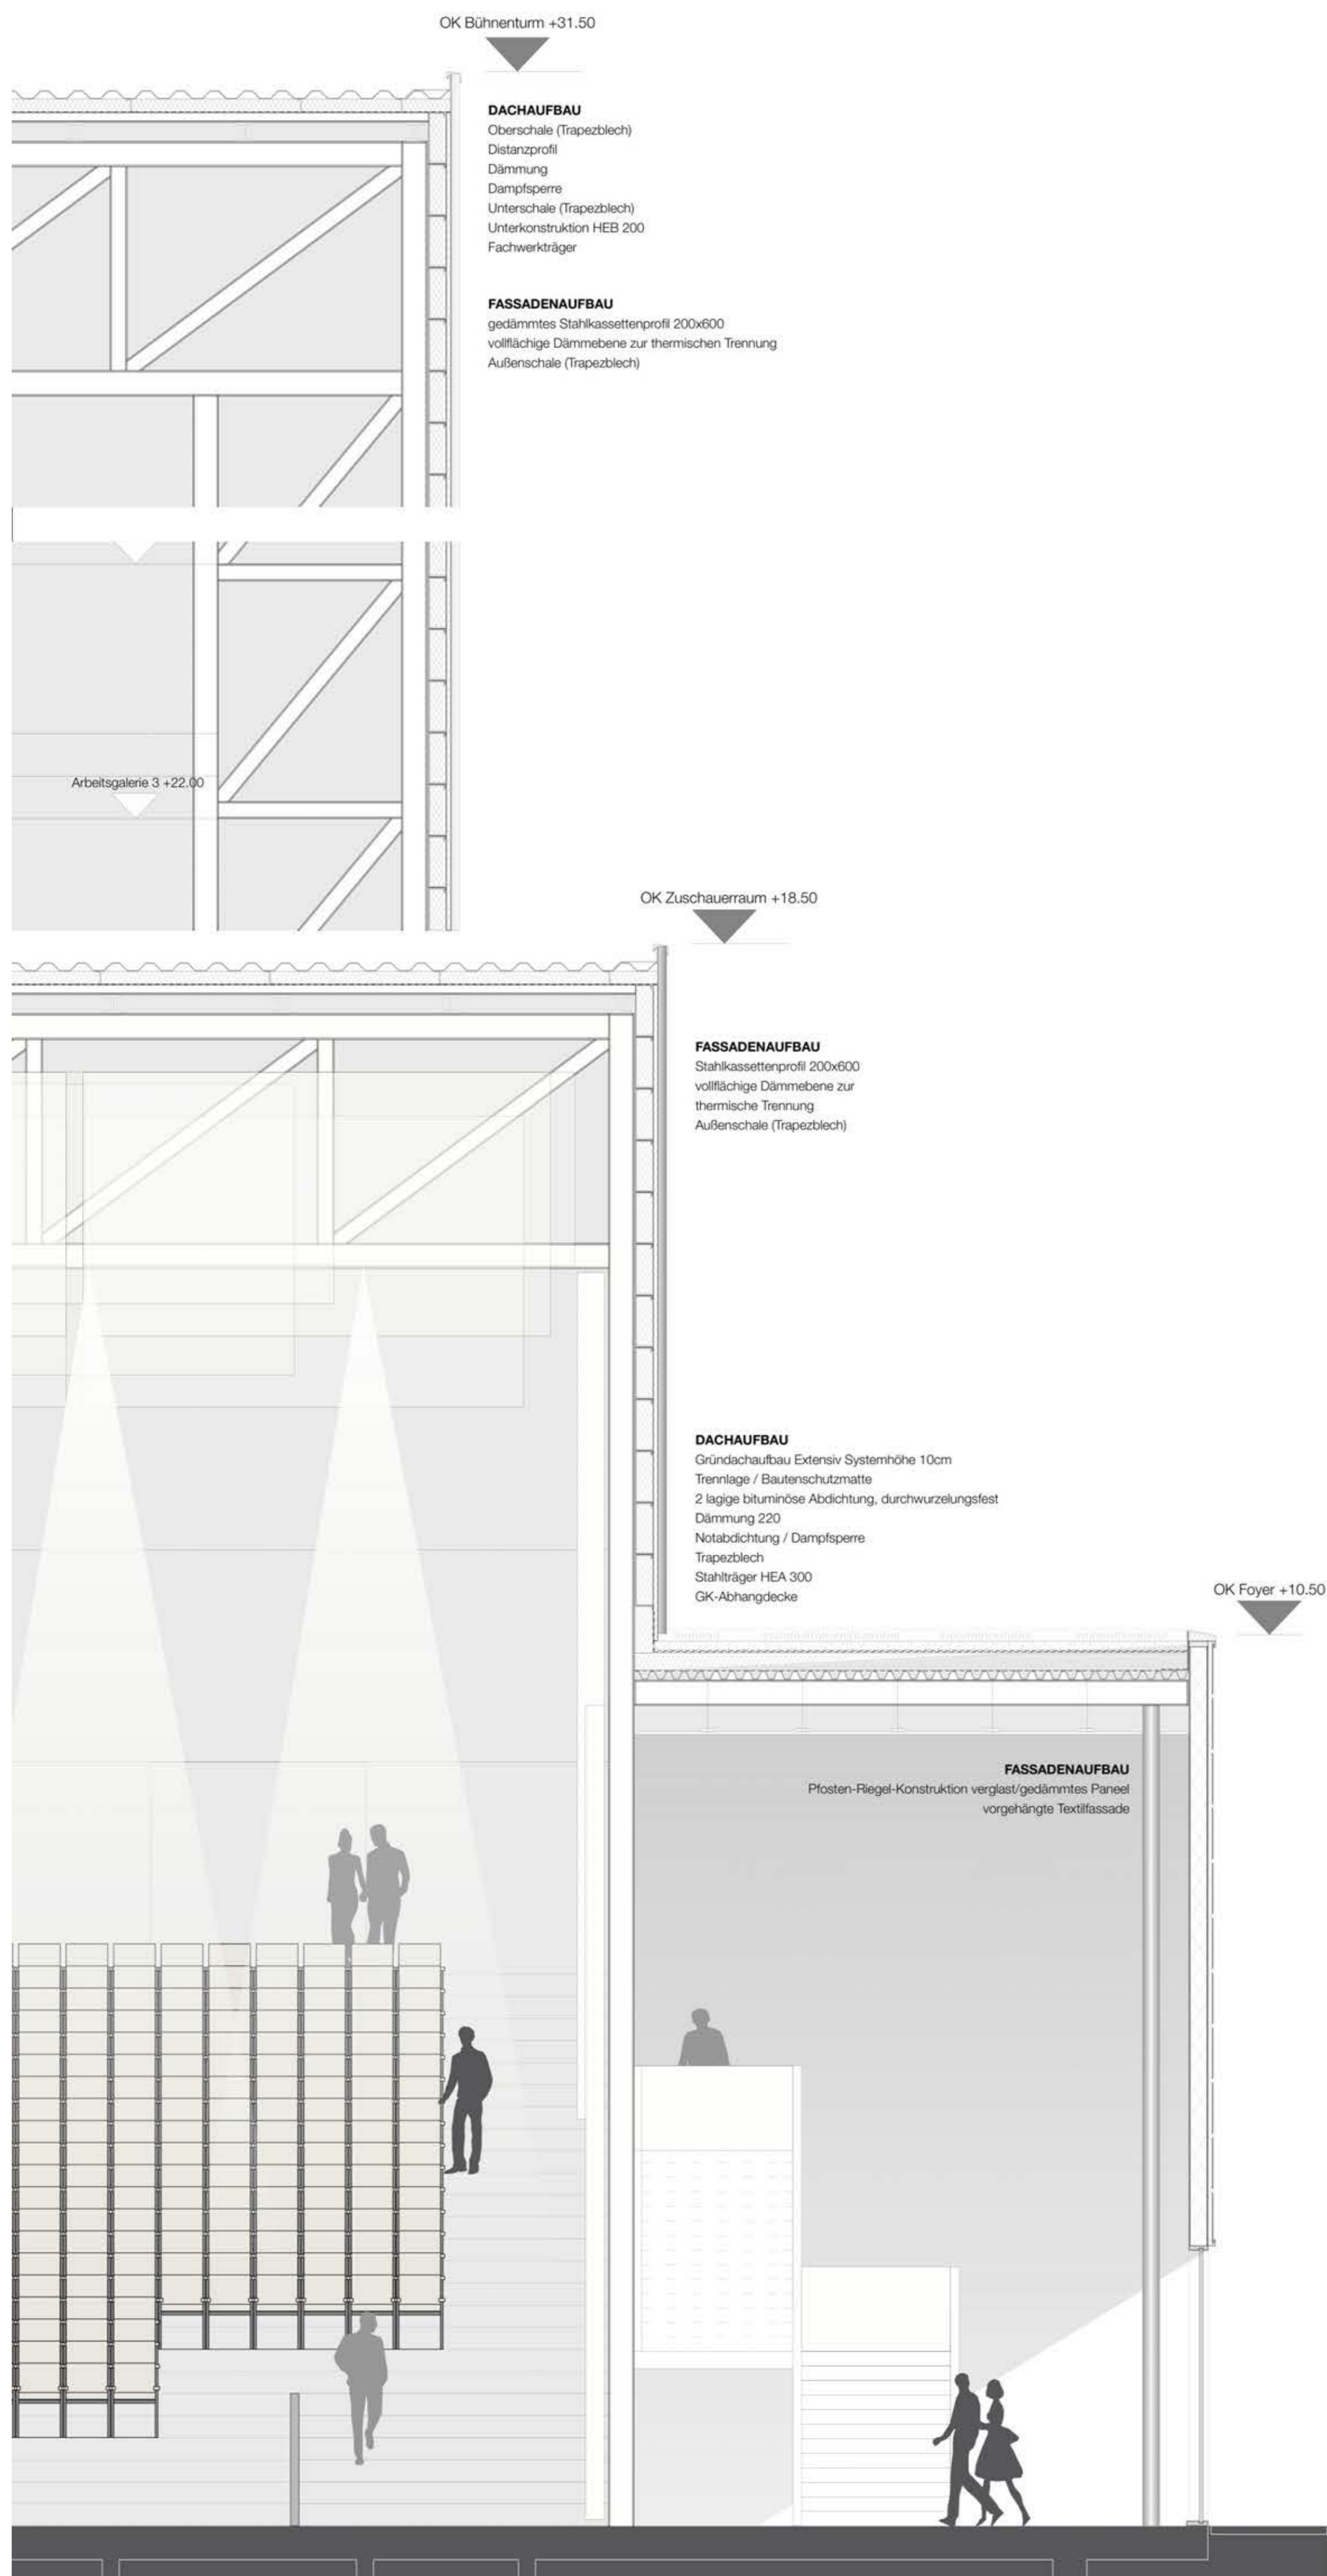 OK Bühnenturm +31.50
DACHAUFBAU
Oberschale (Trapezblech)
Distanzprofil
Dämmung
Dampfsperre
Unterschale (Trapezblech)
Unterkonstruktion HEB 200
Fachwerkträger
FASSADENAUFBAU
gedämmtes Stahlkassettenprofil 200x600
vollflächige Dämmebene zur thermischen Trennung
Außenschale (Trapezblech)
Arbeitsgalerie 3 +22.00
OK Zuschauerraum +18.50
FASSADENAUFBAU
Stahlkassettenprofil 200x600
vollflächige Dämmebene zur
thermische Trennung
Außenschale (Trapezblech)
DACHAUFBAU
Gründachaufbau Extensiv Systemhöhe 10cm
Trennlage / Bautenschutzmatte
2 lagige bituminöse Abdichtung, durchwurzelungsfest
Dämmung 220
Notabdichtung / Dampfsperre
Trapezblech
Stahlträger HEA 300
GK-Abhangdecke
OK Foyer +10.50
FASSADENAUFBAU
Pfosten-Riegel-Konstruktion verglast/gedämmtes Paneel
vorgehängte Textilfassade